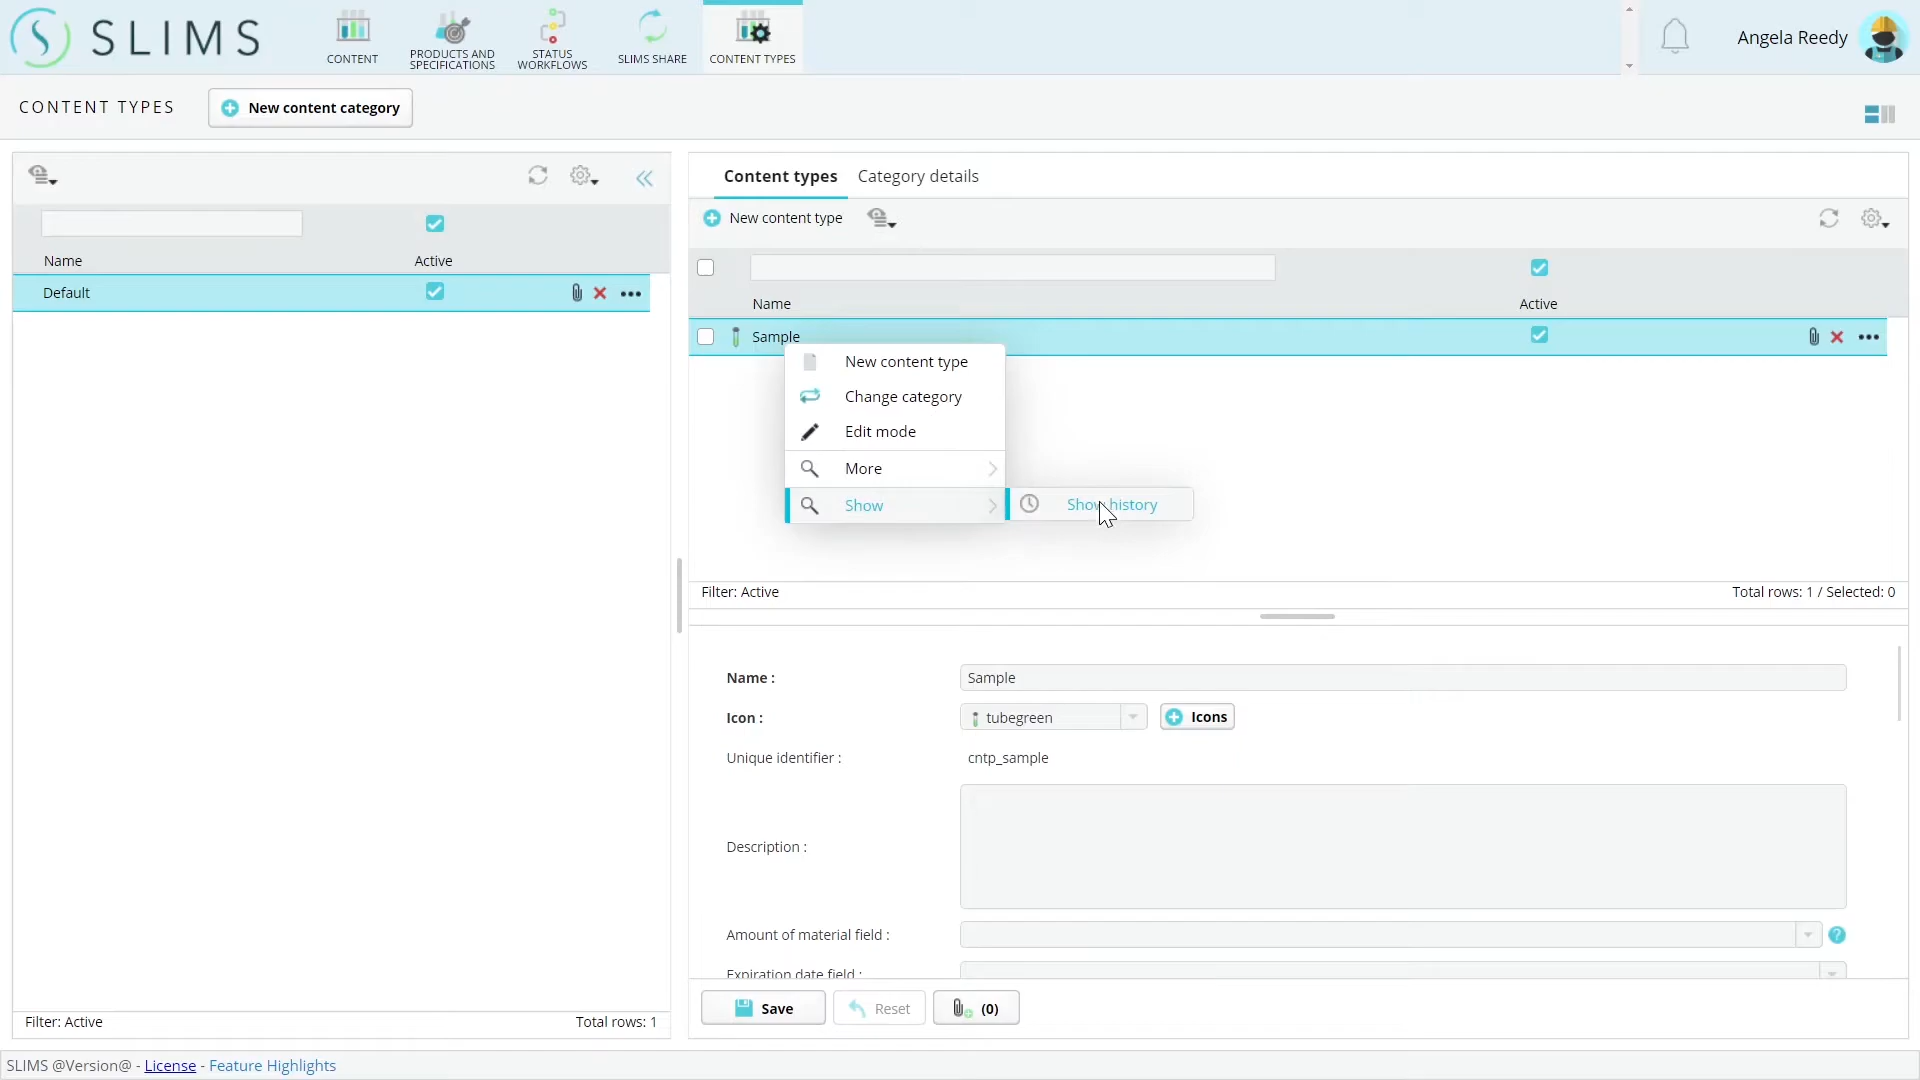 SLIMS
CONTENT
PRODUCTS AND
SPECIFICATIONS
STATUS
WORKFLOWS
SLIMS SHARE
CONTENT TYPES
Angela Reedy
CONTENT TYPES
New content category
Name
Active
Default
Filter: Active
Total rows: 1
Content types
Category details
New content type
Name
Active
Sample
New content type
Change category
Edit mode
More
Show
Show history
Filter: Active
Total rows: 1 / Selected: 0
Name :
Sample
Icon :
tubegreen
Icons
Unique identifier :
cntp_sample
Description :
Amount of material field :
?
Expiration date field :
Save
Reset
(0)
SLIMS @Version@ - License - Feature Highlights